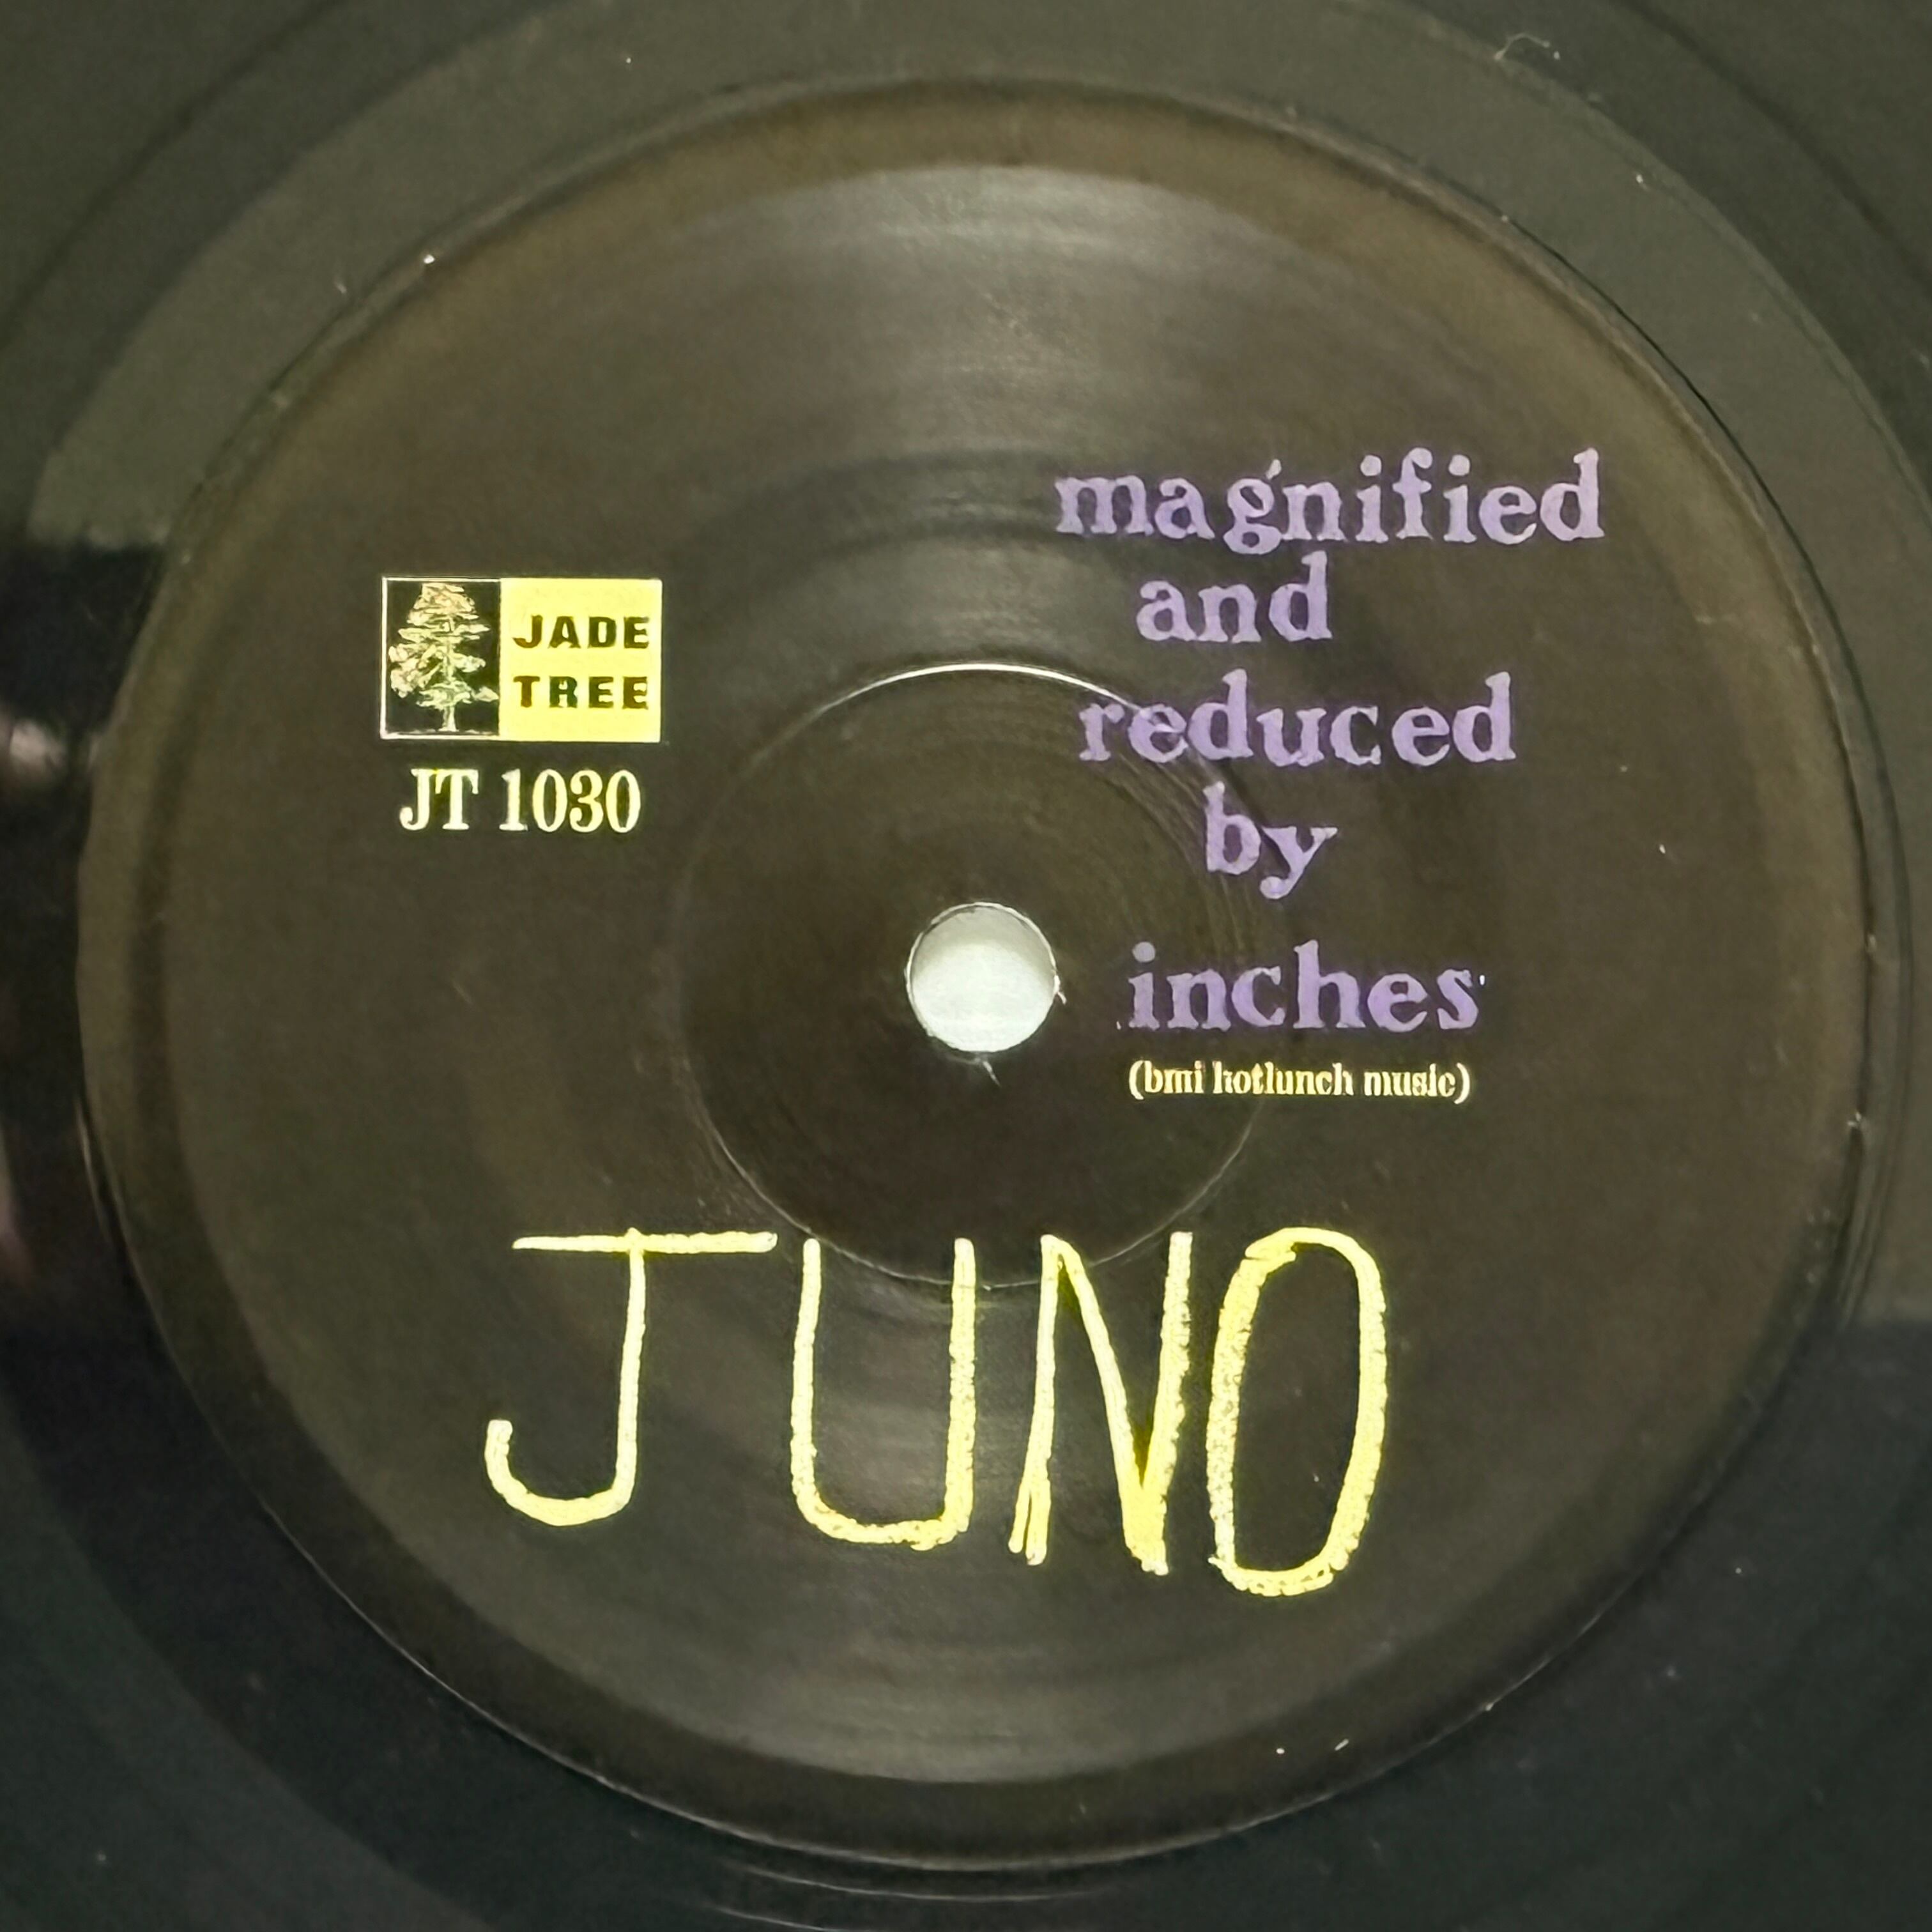 JADE
TREE
JT 1030
magnified
and
reduced
by
inches
(bmi hotlunch music)
JUNO